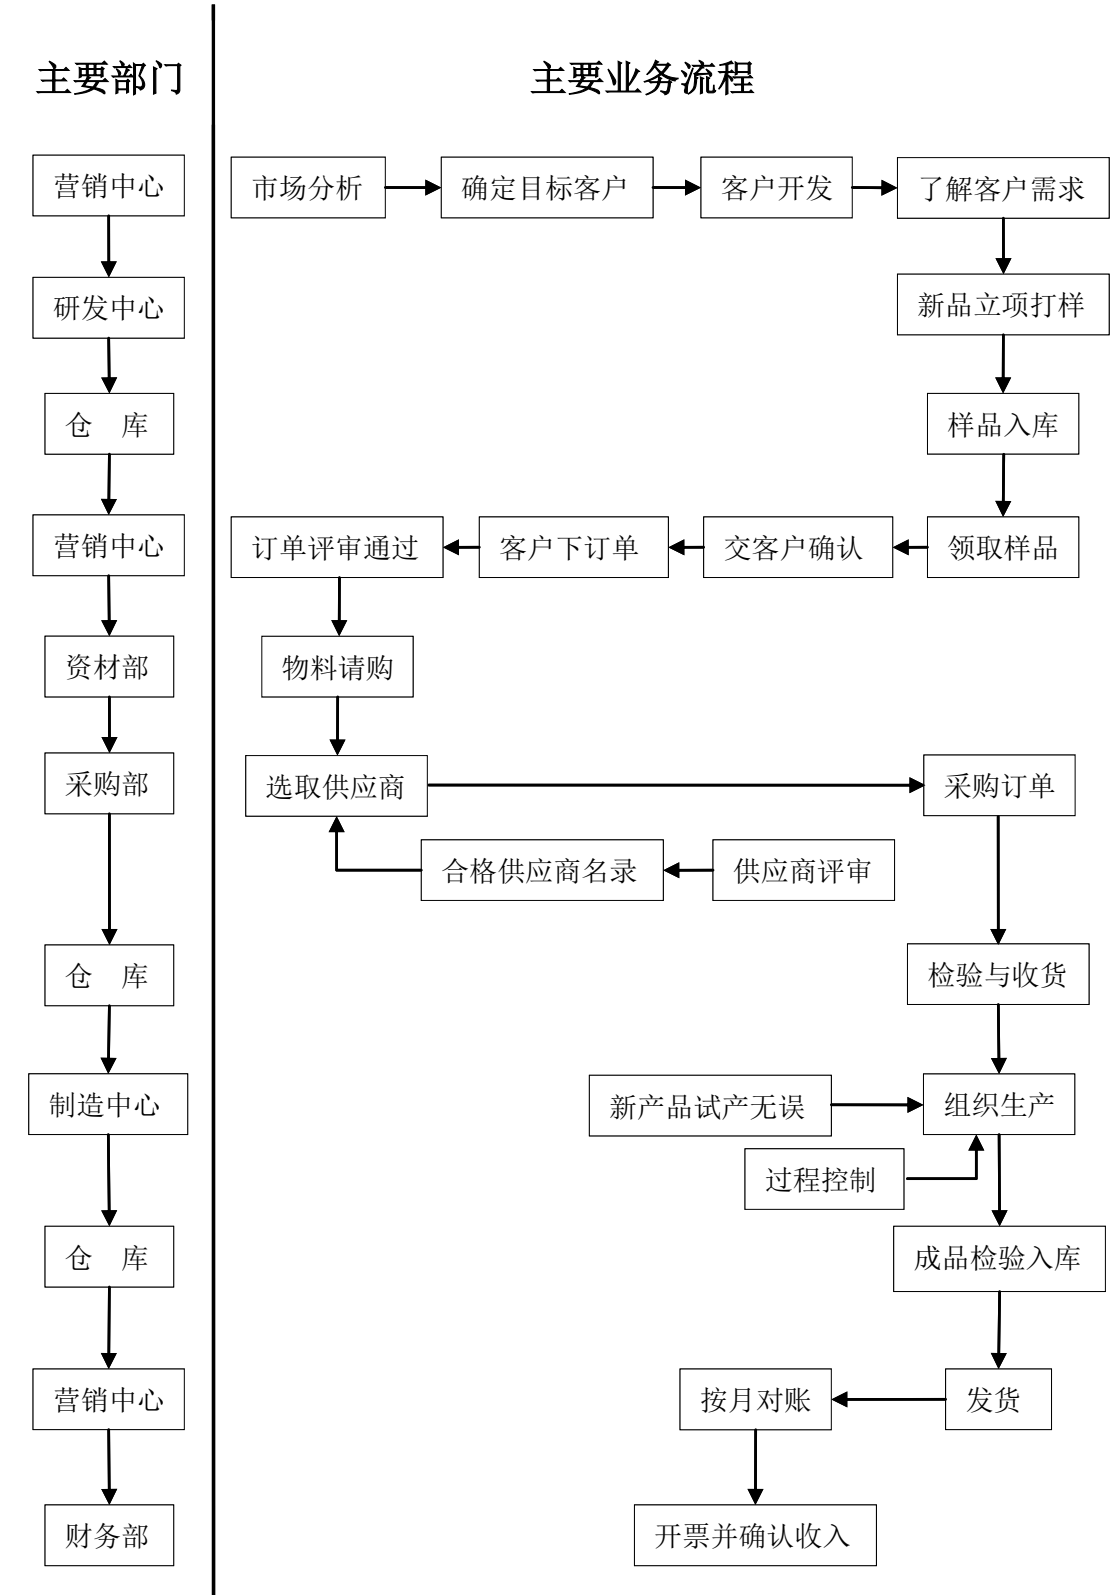 主要部门 主要业务流程
营销中心 市场分析 确定目标客户 客户开发 了解客户需求
研发中心 新品立项打样
仓 库 样品入库
营销中心 订单评审通过 客户下订单 交客户确认 领取样品
资材部 物料请购
采购部 选取供应商 采购订单
合格供应商名录 供应商评审
仓 库 检验与收货
制造中心 新产品试产无误 组织生产
过程控制
仓 库 成品检验入库
营销中心 按月对账 发货
财务部 开票并确认收入